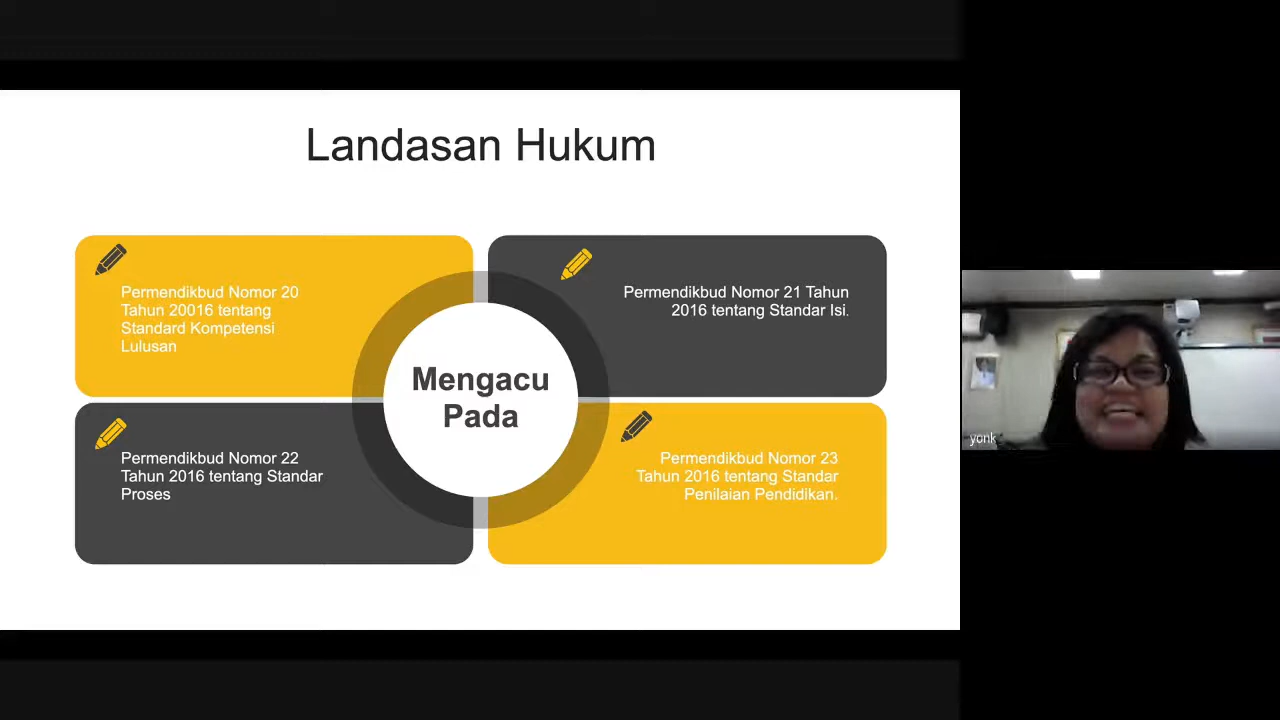 Landasan Hukum
Permendikbud Nomor 20
Tahun 20016 tentang
Standard Kompetensi
Lulusan
Permendikbud Nomor 21 Tahun
2016 tentang Standar Isi.
Mengacu
Pada
Permendikbud Nomor 22
Tahun 2016 tentang Standar
Proses
Permendikbud Nomor 23
Tahun 2016 tentang Standar
Penilaian Pendidikan.
yonk